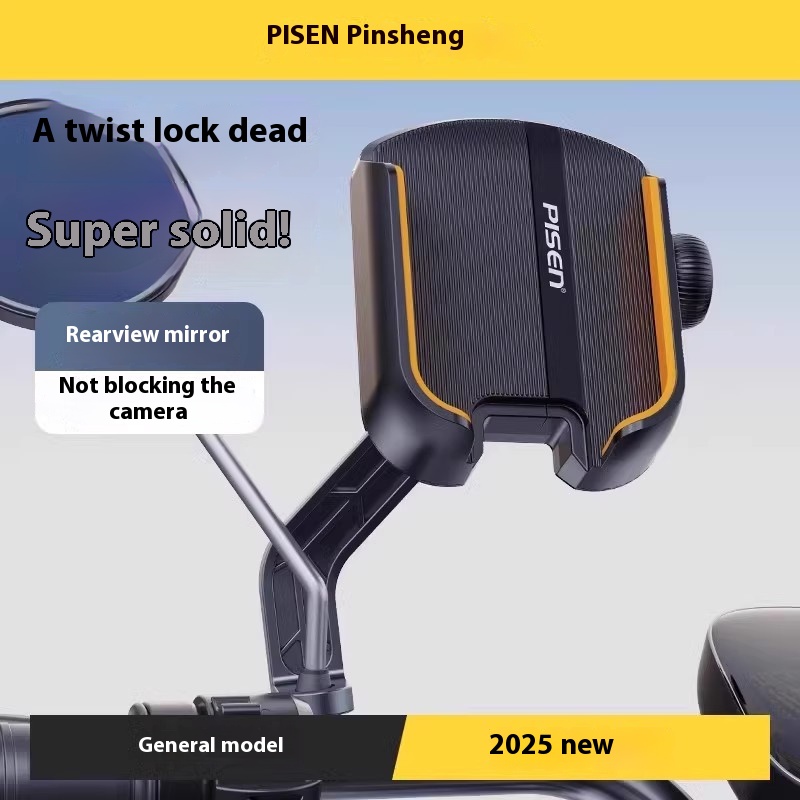 PISEN Pinsheng
A twist lock dead
Super solid!
PISEN®
Rearview mirror
Not blocking the
camera
General model
2025 new